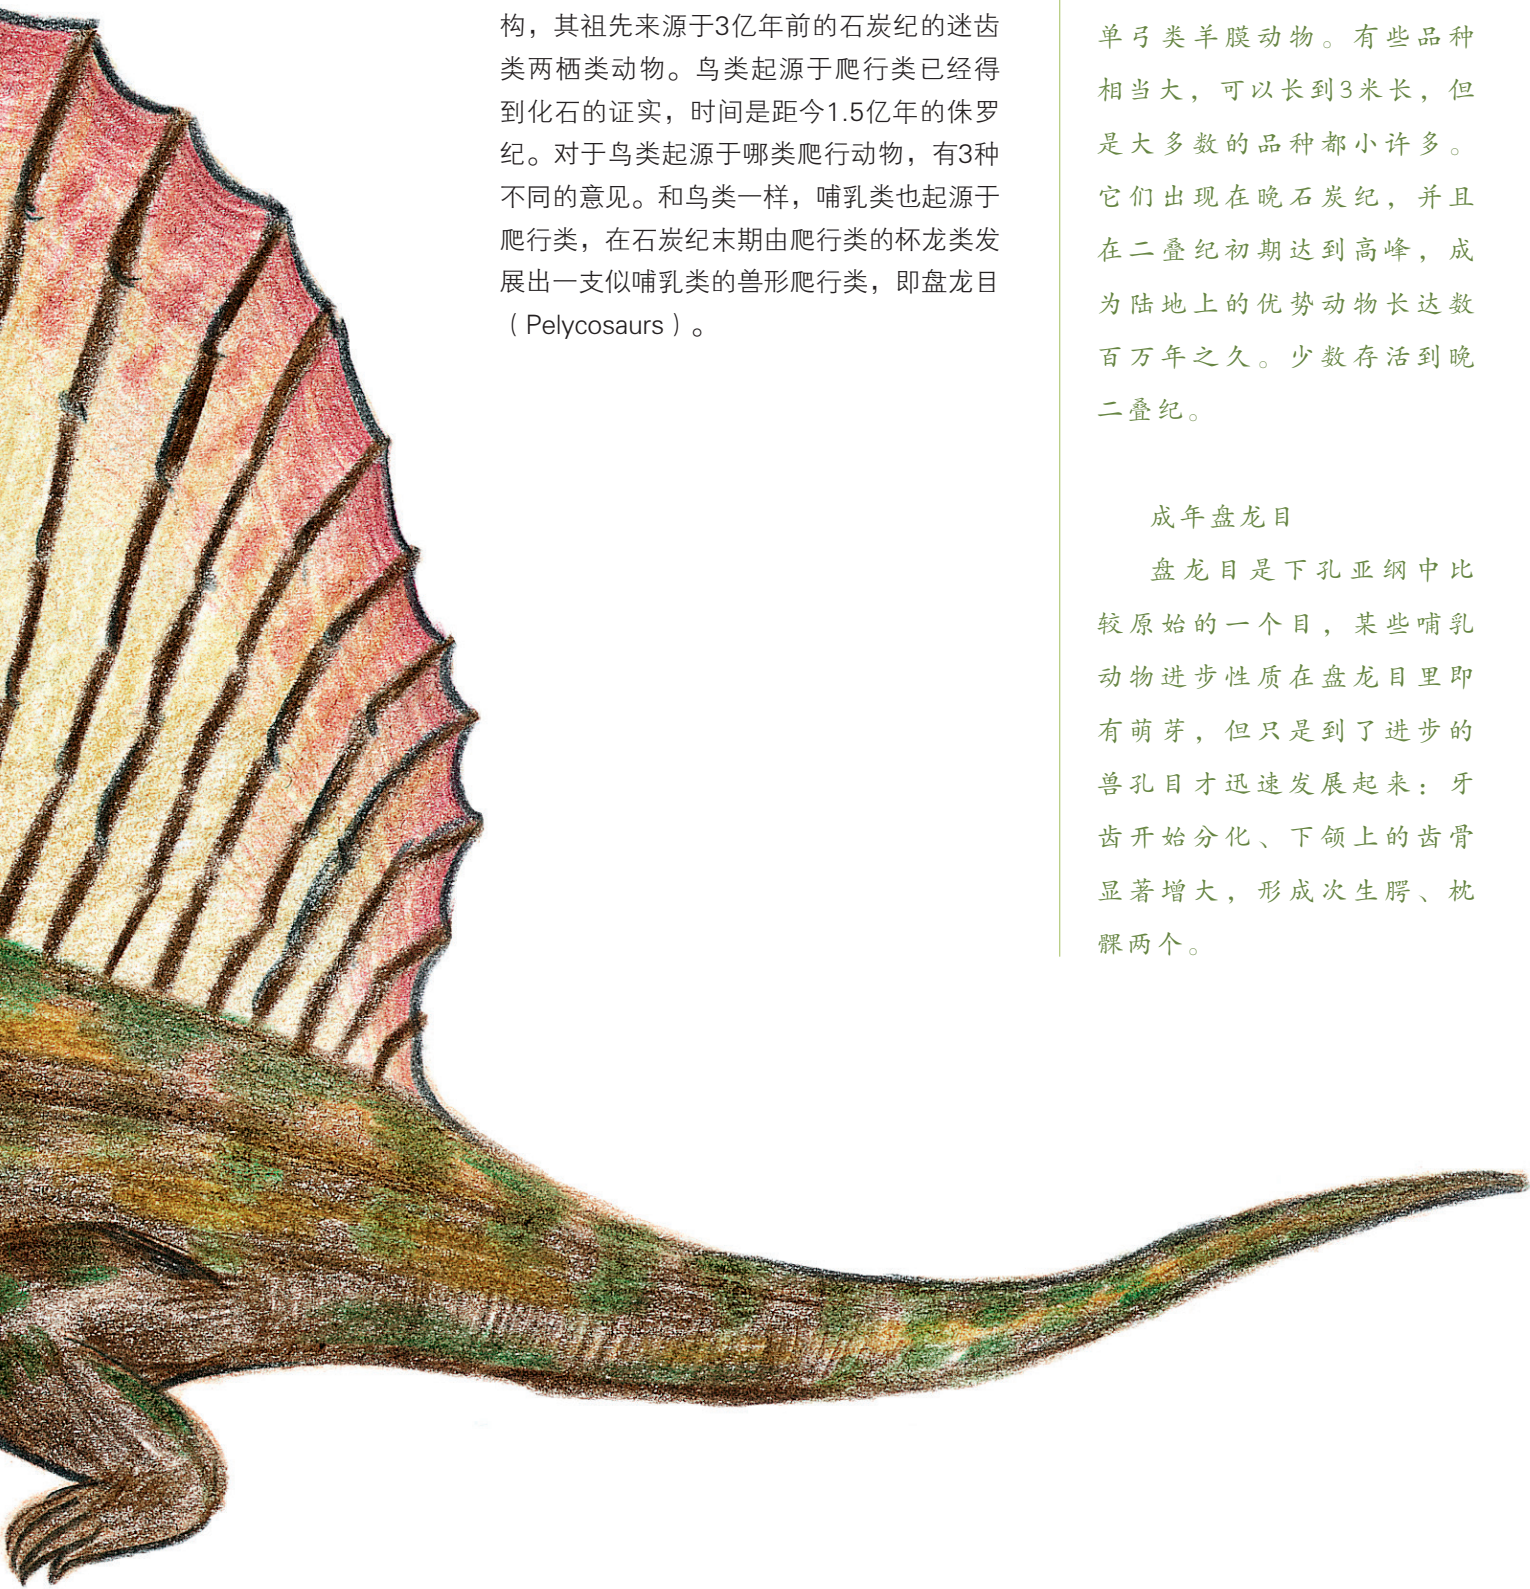 构，其祖先来源于3亿年前的石炭纪的迷齿
类两栖类动物。鸟类起源于爬行类已经得
到化石的证实，时间是距今1.5亿年的侏罗
纪。对于鸟类起源于哪类爬行动物，有3种
不同的意见。和鸟类一样，哺乳类也起源于
爬行类，在石炭纪末期由爬行类的杯龙类发
展出一支似哺乳类的兽形爬行类，即盘龙目
（Pelycosaurs）。
单弓类羊膜动物。有些品种
相当大，可以长到3米长，但
是大多数的品种都小许多。
它们出现在晚石炭纪，并且
在二叠纪初期达到高峰，成
为陆地上的优势动物长达数
百万年之久。少数存活到晚
二叠纪。
成年盘龙目
盘龙目是下孔亚纲中比
较原始的一个目，某些哺乳
动物进步性质在盘龙目里即
有萌芽，但只是到了进步的
兽孔目才迅速发展起来：牙
齿开始分化、下颌上的齿骨
显著增大，形成次生腭、枕
髁两个。